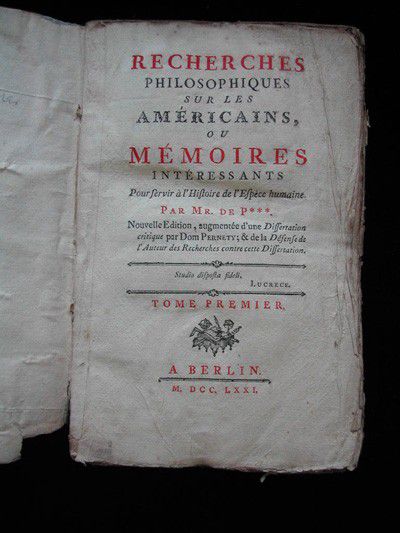 RECHERCHES
PHILOSOPHIQUES
SUR LES
AMÉRICAINS,
OU
MÉMOIRES
INTÉRESSANTS
Pour ſervir à l'Hiſtoire de l'Eſpèce humaine.
PAR MR. DE P***.
Nouvelle Edition, augmentée d'une Diſſertation
critique par Dom PERNETY; & de la Défenſe de
l'Auteur des Recherches contre cette Diſſertation.
Studio diſpoſta fideli.
LUCRECE.
TOME PREMIER.
A BERLIN.
M. DCC. LXXI.